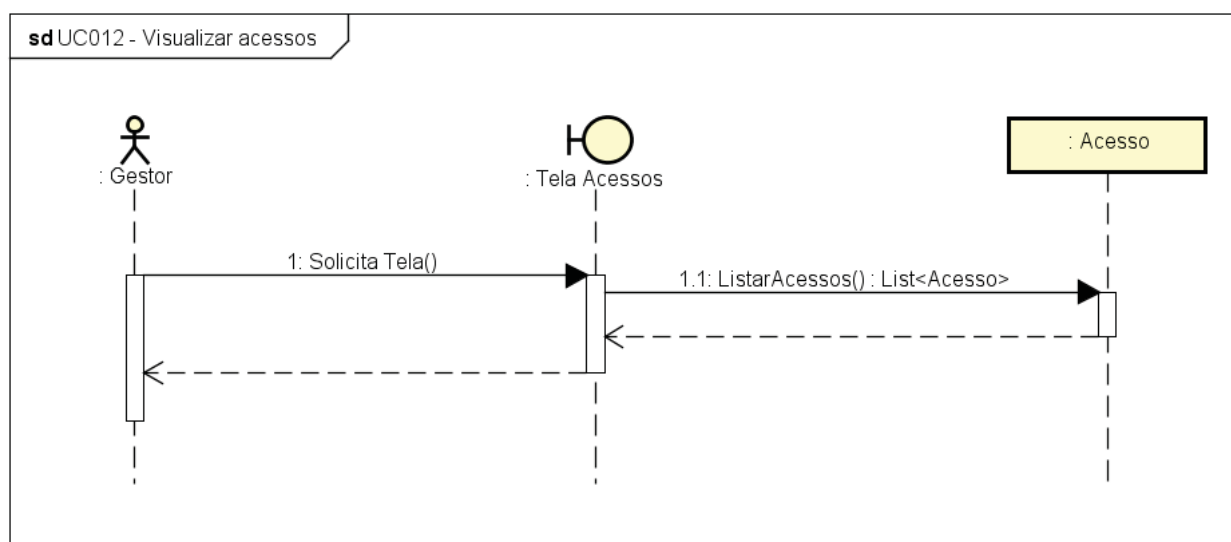 sd UC012 - Visualizar acessos
: Gestor
: Tela Acessos
: Acesso
1: Solicita Tela()
1.1: ListarAcessos() : List<Acesso>